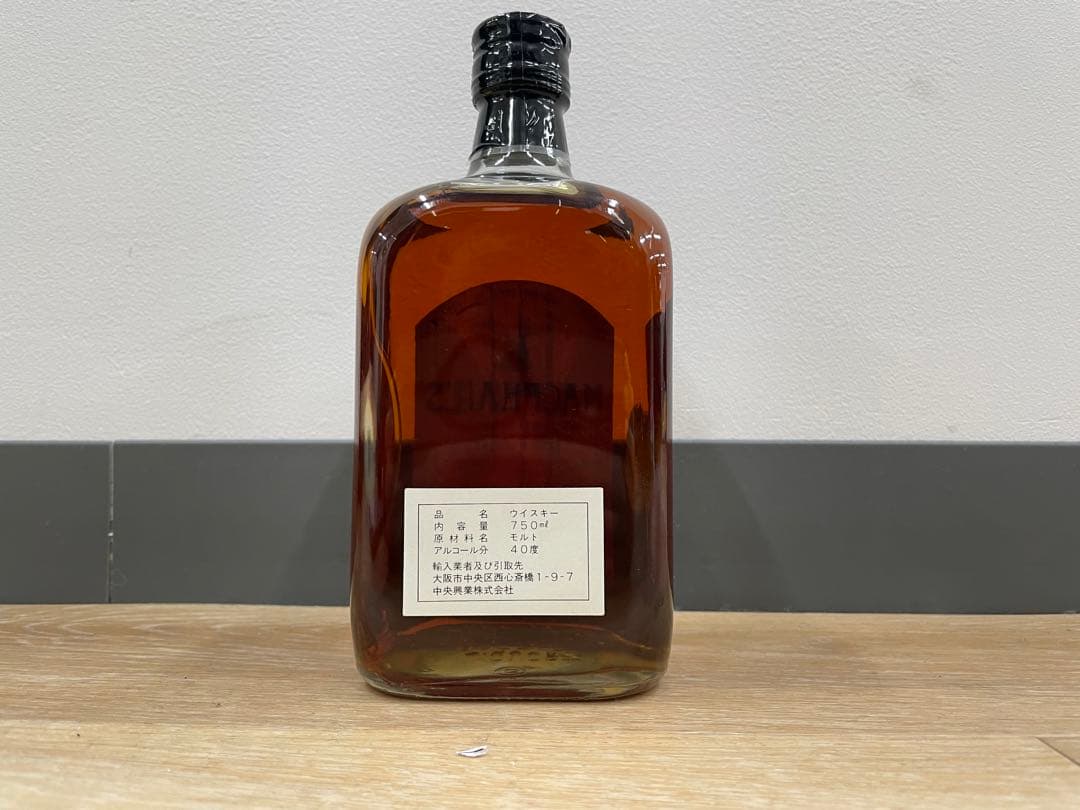 MACPHAIL'S
品名 ウイスキー
内容量 750㎖
原材料名 モルト
アルコール分 40度
輸入業者及び引取先
大阪市中央区西心斎橋1-9-7
中央興業株式会社